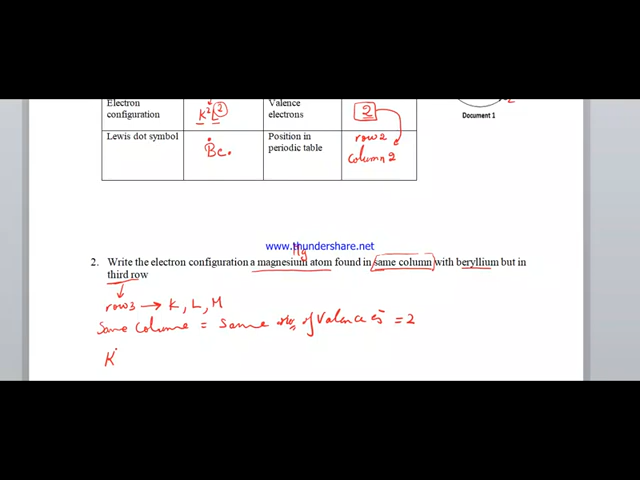 Electron configuration
K²L²
Valence electrons
2
Document 1
Lewis dot symbol
Be
Position in periodic table
row 2
Column 2
www.thundershare.net
Mg
2. Write the electron configuration a magnesium atom found in same column with beryllium but in
third row
row 3 → K, L, M
Same Column = Same no. of Valence e⁻s = 2
K